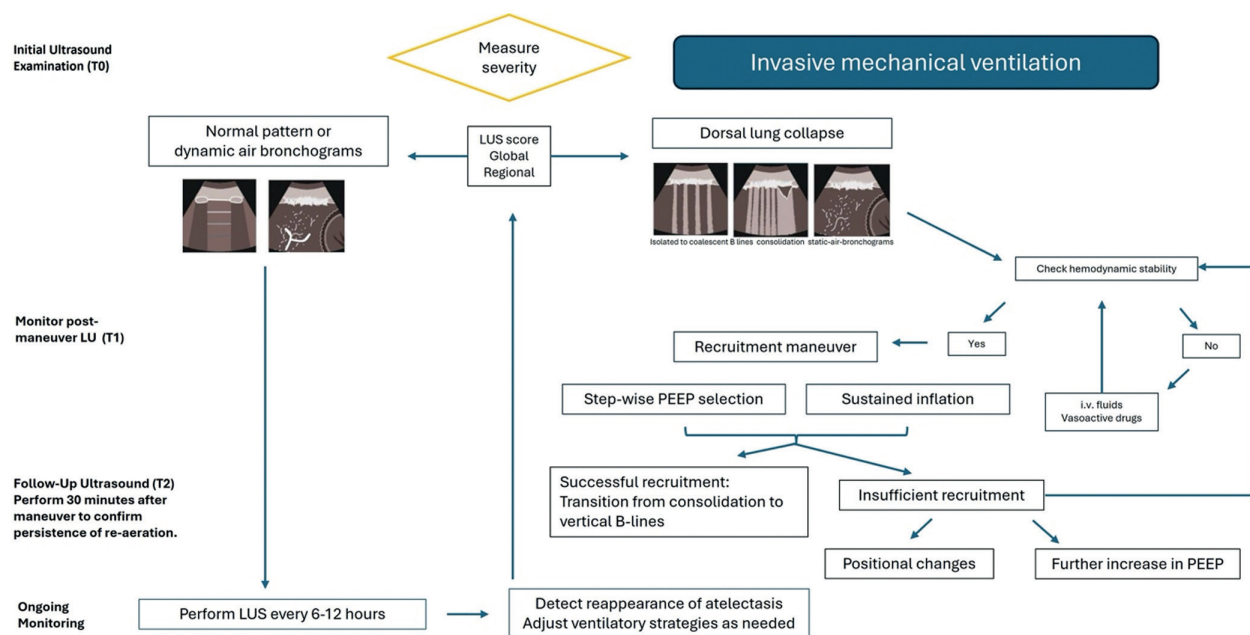 Initial Ultrasound
Examination (T0)
Measure
severity
Invasive mechanical ventilation
Normal pattern or
dynamic air bronchograms
LUS score
Global
Regional
Dorsal lung collapse
Isolated to coalescent B lines consolidation static-air-bronchograms
Check hemodynamic stability
Monitor post-
maneuver LU (T1)
Recruitment maneuver
Yes
No
Step-wise PEEP selection
Sustained inflation
i.v. fluids
Vasoactive drugs
Follow-Up Ultrasound (T2)
Perform 30 minutes after
maneuver to confirm
persistence of re-aeration.
Successful recruitment:
Transition from consolidation to
vertical B-lines
Insufficient recruitment
Positional changes
Further increase in PEEP
Ongoing
Monitoring
Perform LUS every 6-12 hours
Detect reappearance of atelectasis
Adjust ventilatory strategies as needed